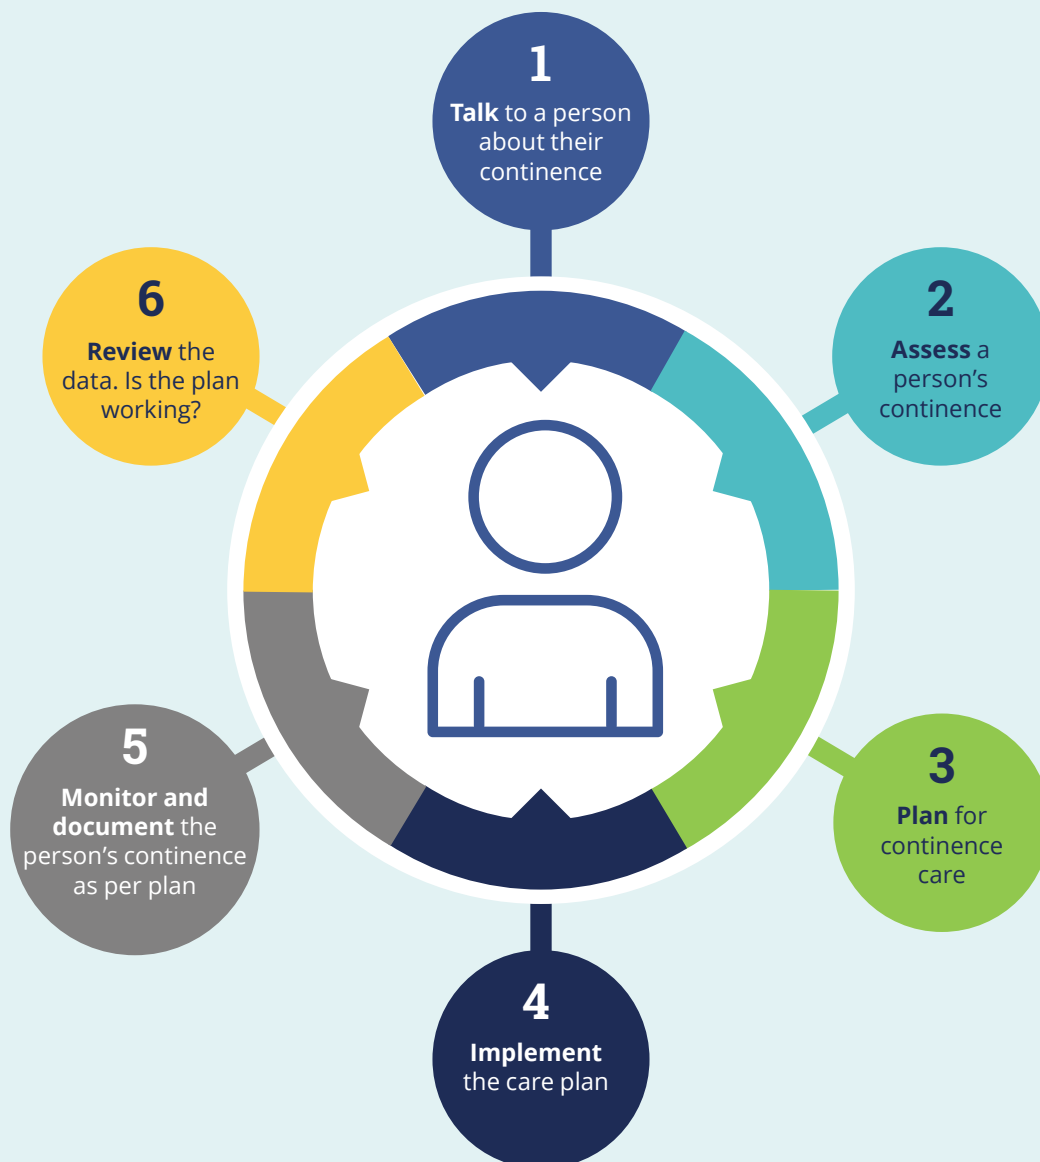 1
Talk to a person
about their
continence
2
Assess a
person's
continence
3
Plan for
continence
care
4
Implement
the care plan
5
Monitor and
document the
person's continence
as per plan
6
Review the
data. Is the plan
working?